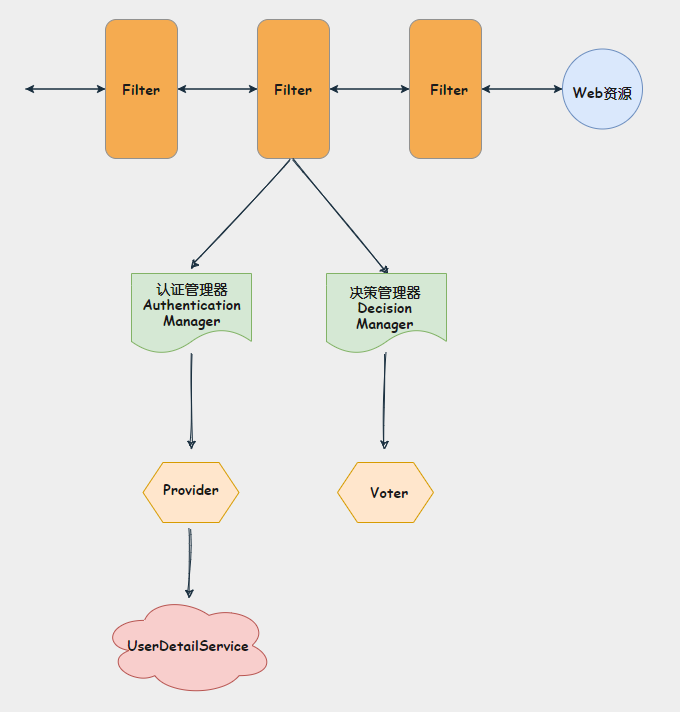 Filter
Filter
Filter
Web资源
认证管理器
Authentication
Manager
决策管理器
Decision
Manager
Provider
Voter
UserDetailService